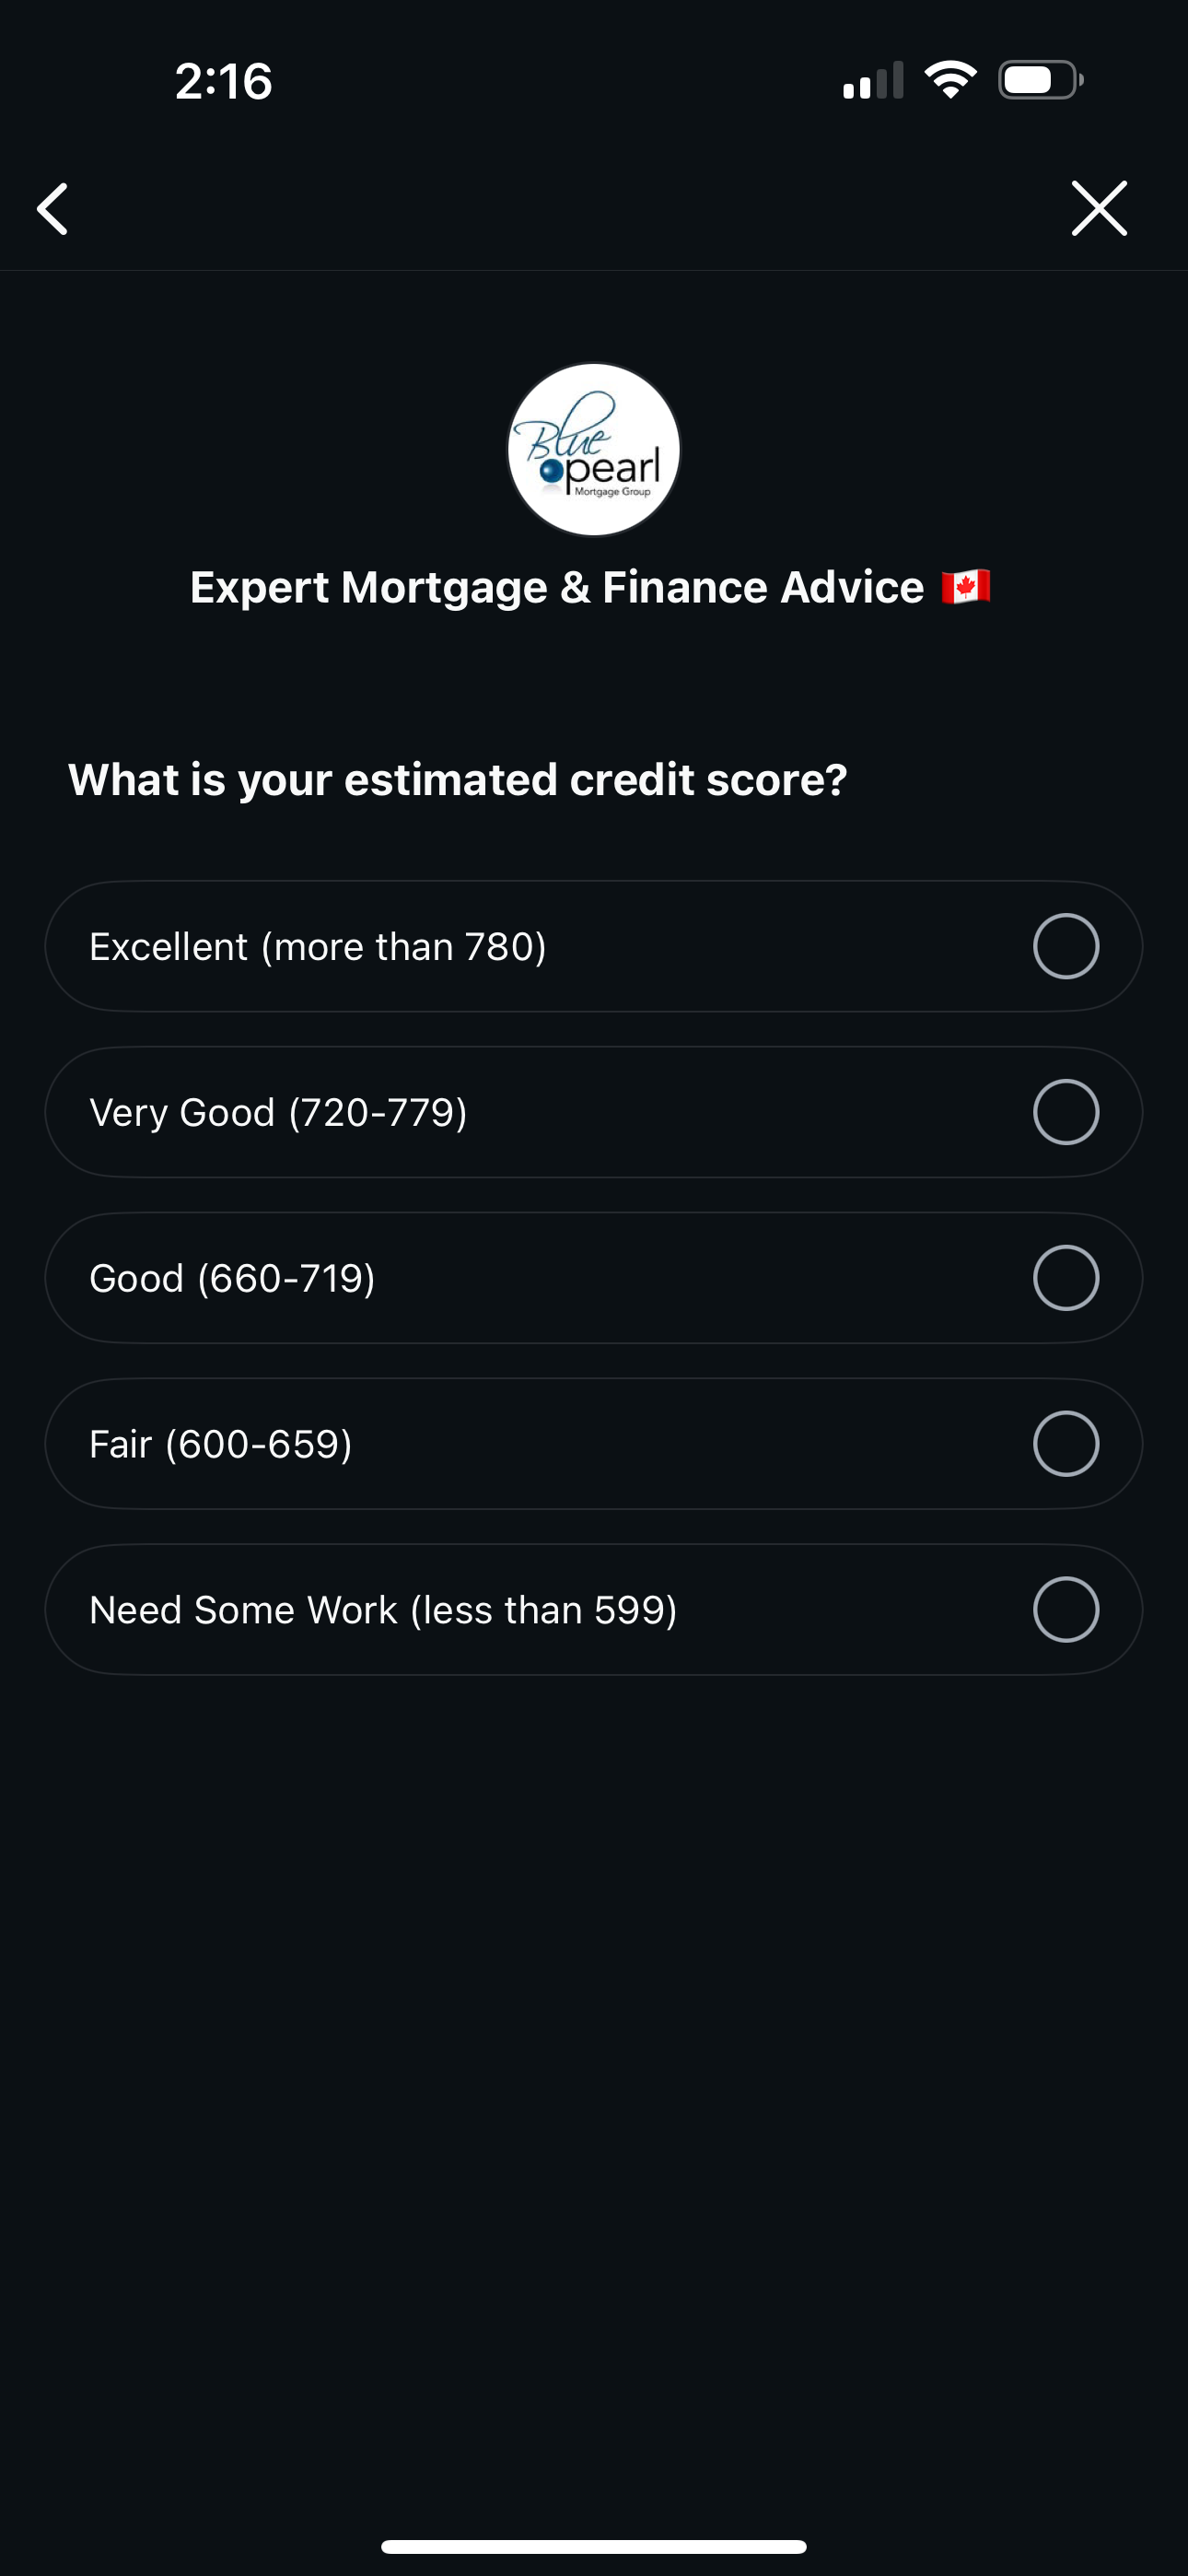 2:16
Blue
pearl
Mortgage Group
Expert Mortgage & Finance Advice 🇨🇦
What is your estimated credit score?
Excellent (more than 780)
Very Good (720-779)
Good (660-719)
Fair (600-659)
Need Some Work (less than 599)